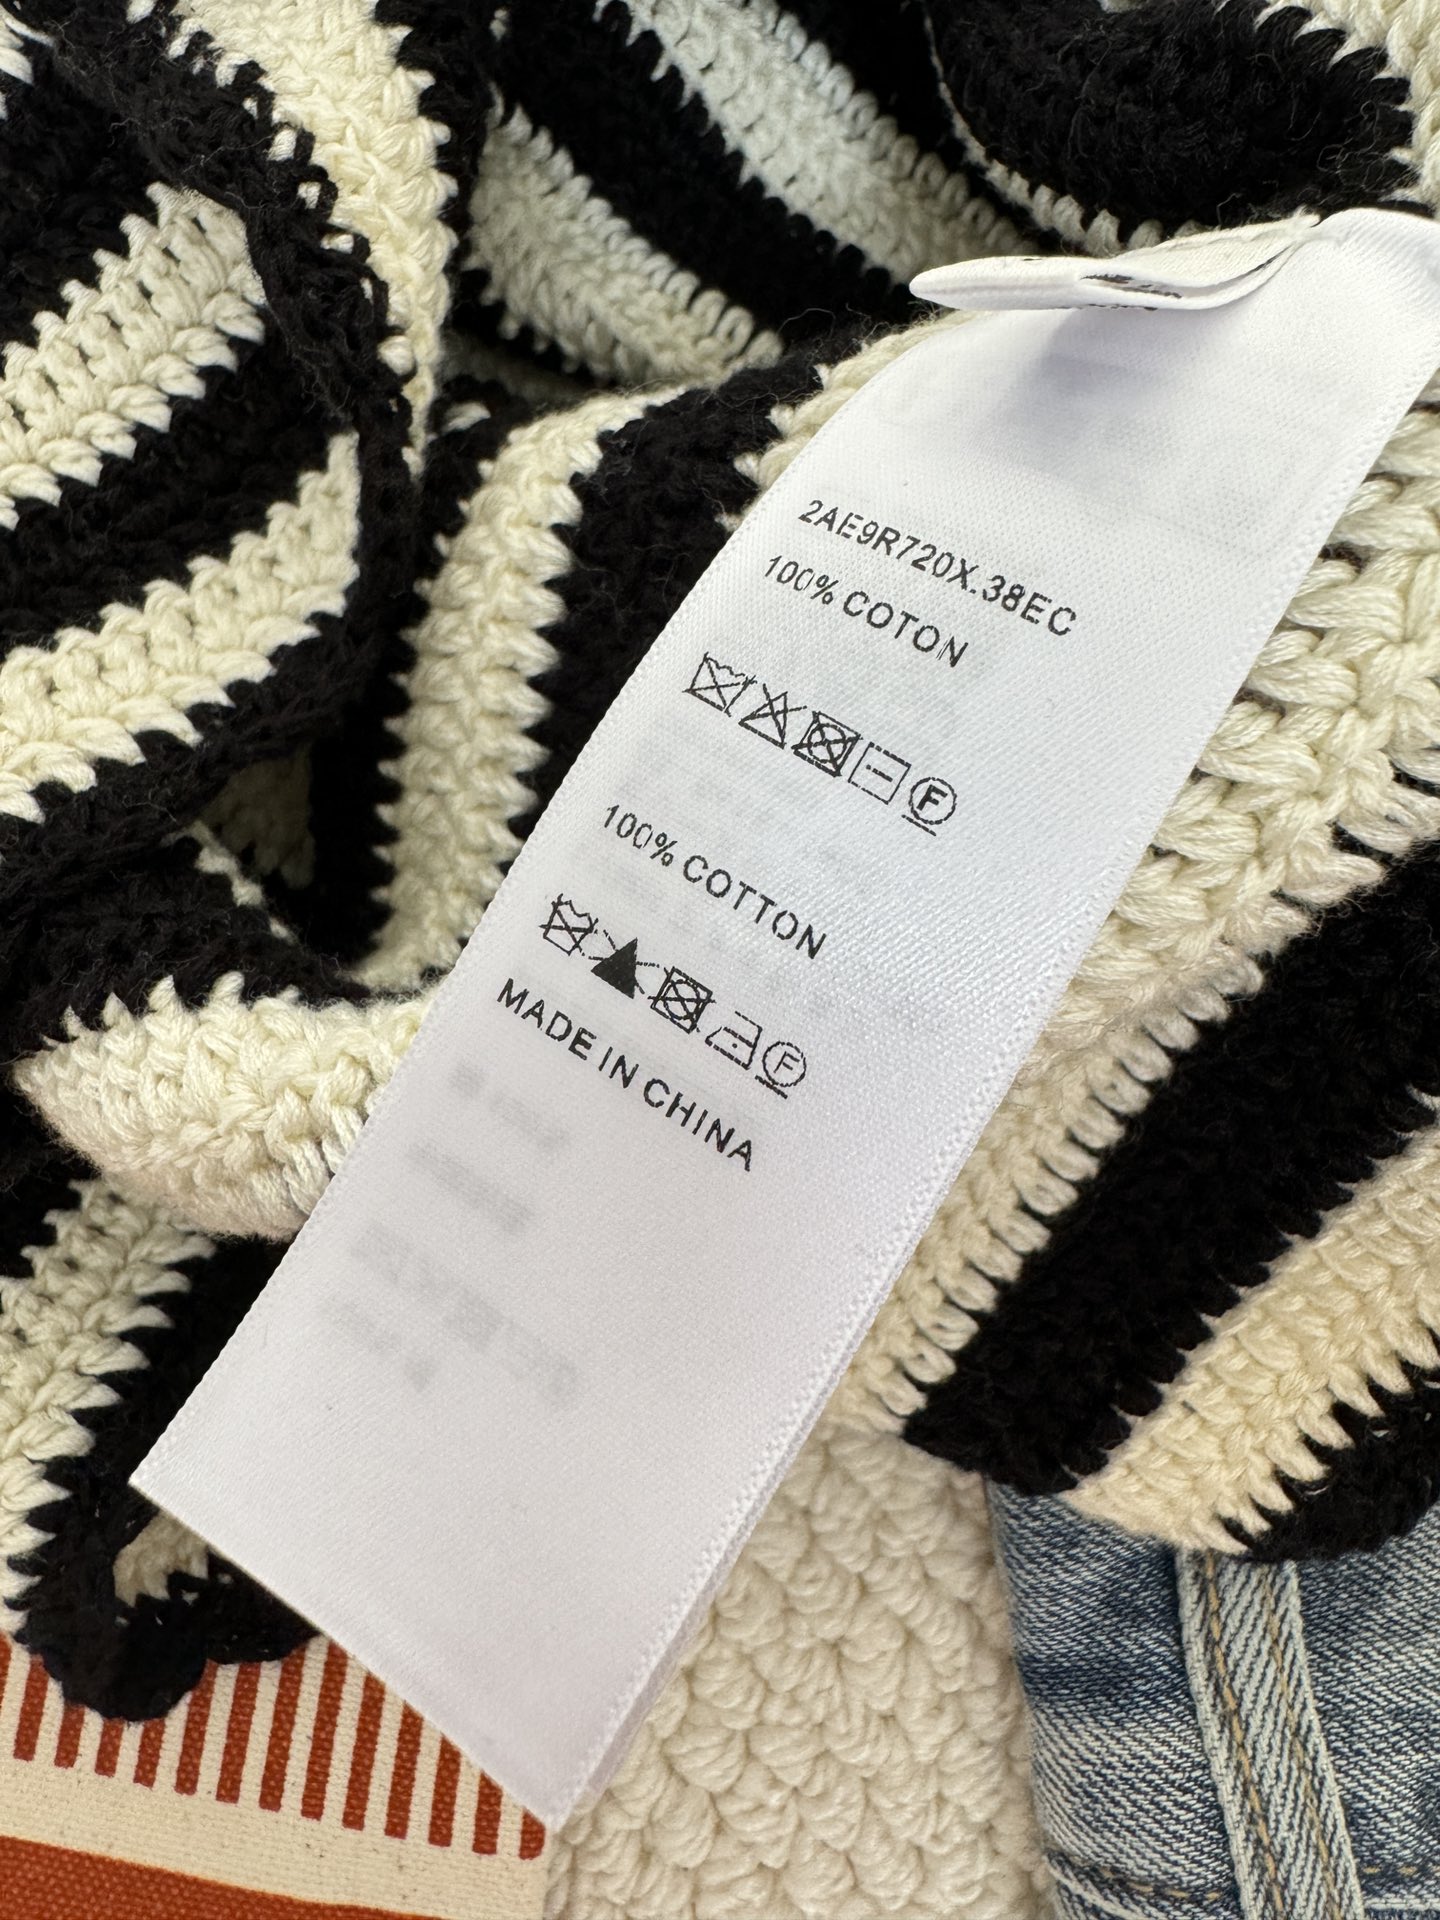 2AE9R720X.38EC
100% COTON
F
100% COTTON
F
MADE IN CHINA